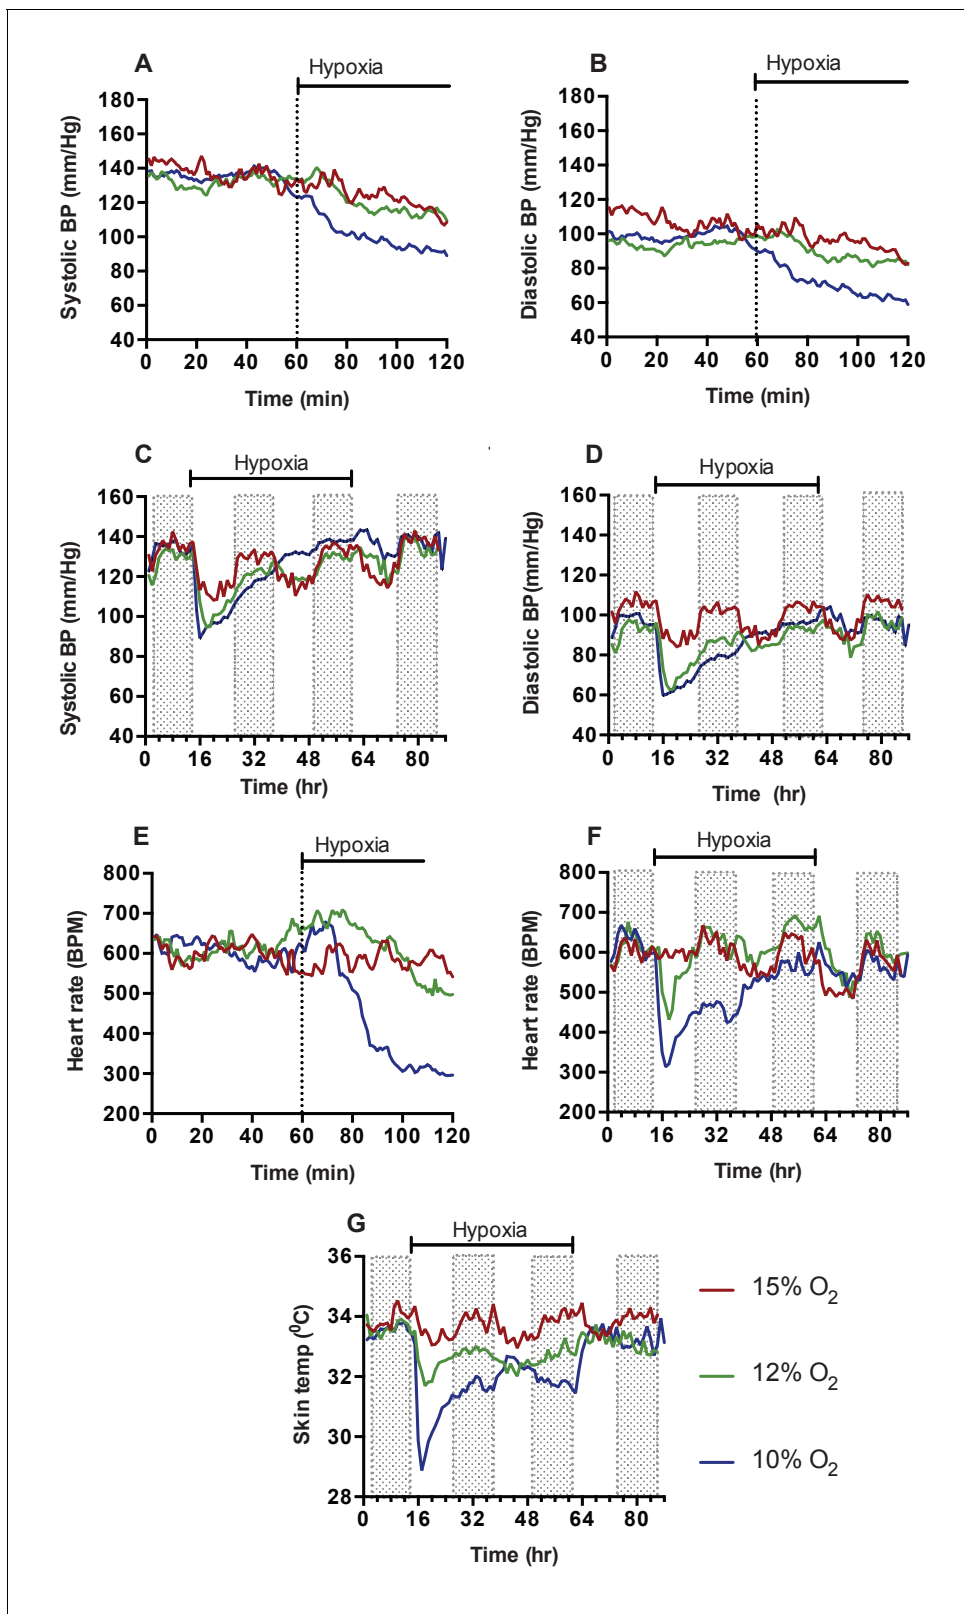 A
Hypoxia
180
160
140
120
100
80
60
40
Systolic BP (mm/Hg)
0 20 40 60 80 100 120
Time (min)
B
Hypoxia
180
160
140
120
100
80
60
40
Diastolic BP (mm/Hg)
0 20 40 60 80 100 120
Time (min)
C
Hypoxia
160
140
120
100
80
60
40
Systolic BP (mm/Hg)
0 16 32 48 64 80
Time (hr)
D
Hypoxia
160
140
120
100
80
60
40
Diastolic BP(mm/Hg)
0 16 32 48 64 80
Time (hr)
E
Hypoxia
800
700
600
500
400
300
200
Heart rate (BPM)
0 20 40 60 80 100 120
Time (min)
F
Hypoxia
800
700
600
500
400
300
200
Heart rate (BPM)
0 16 32 48 64 80
Time (hr)
G
Hypoxia
36
34
32
30
28
Skin temp (⁰C)
0 16 32 48 64 80
Time (hr)
15% O₂
12% O₂
10% O₂